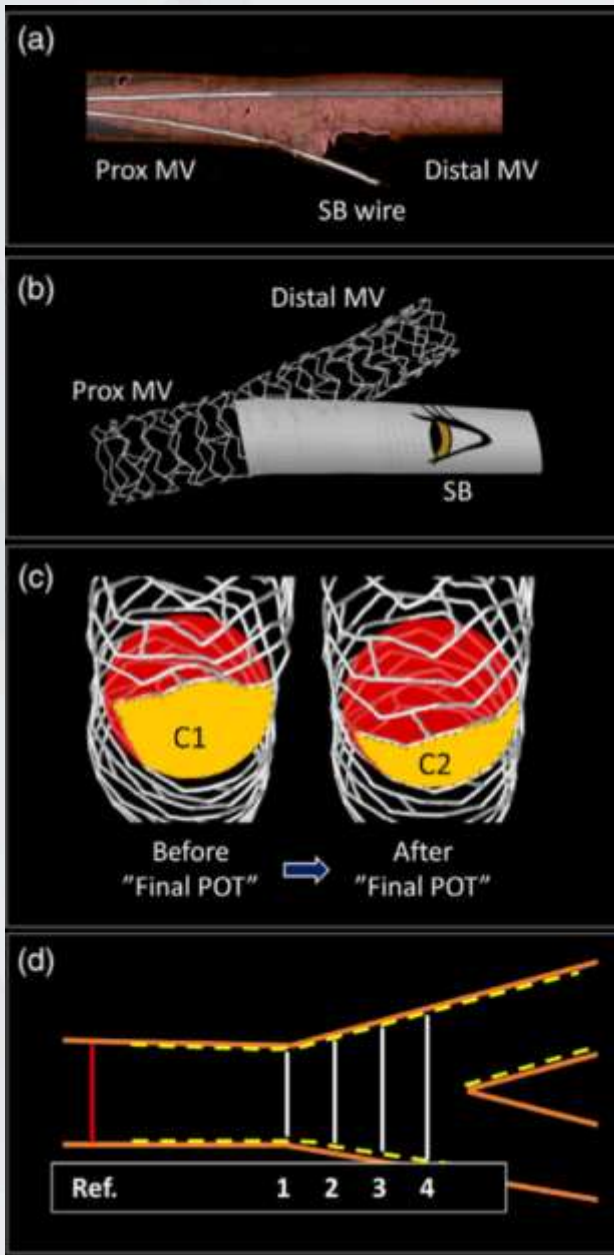 (a)
Prox MV
Distal MV
SB wire
(b)
Distal MV
Prox MV
SB
(c)
C1
C2
Before
After
"Final POT"
"Final POT"
(d)
Ref. 1 2 3 4